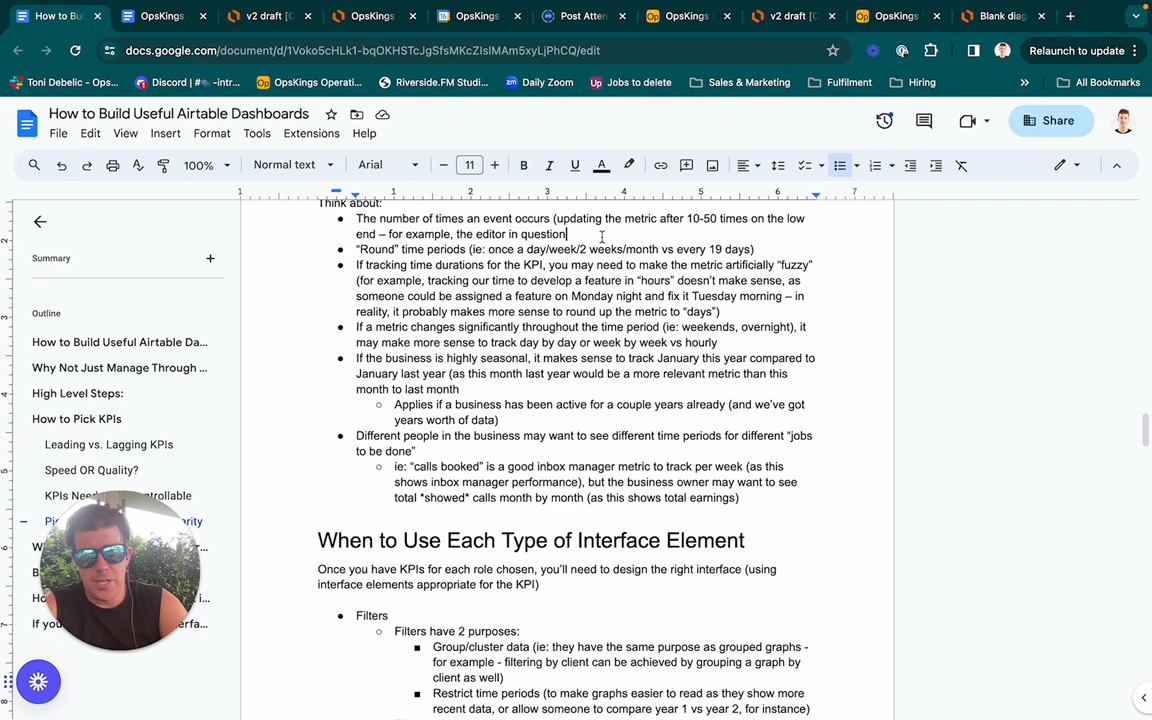 How to Bu
OpsKings
v2 draft [C
OpsKings
OpsKings
Post Atten
OpsKing
v2 draft [
OpsKing
Blank diag
docs.google.com/document/d/1Voko5cHLk1-bqOKHSTcJgSfsMKcZIslMAm5xyLjPhCQ/edit
Relaunch to update
Toni Debelic - Ops...
Discord | #
-intr...
OpsKings Operati...
Riverside.FM Stud...
Daily Zoom
Jobs to delete
Sales & Marketing
Fulfilment
Hiring
All Bookmarks
How to Build Useful Airtable Dashboards
File Edit View Insert Format Tools Extensions Help
Share
100% Normal text Arial 11
Think about:
● The number of times an event occurs (updating the metric after 10-50 times on the low
end – for example, the editor in question
● “Round” time periods (ie: once a day/week/2 weeks/month vs every 19 days)
● If tracking time durations for the KPI, you may need to make the metric artificially “fuzzy”
(for example, tracking our time to develop a feature in “hours” doesn’t make sense, as
someone could be assigned a feature on Monday night and fix it Tuesday morning – in
reality, it probably makes more sense to round up the metric to “days”)
● If a metric changes significantly throughout the time period (ie: weekends, overnight), it
may make more sense to track day by day or week by week vs hourly
● If the business is highly seasonal, it makes sense to track January this year compared to
January last year (as this month last year would be a more relevant metric than this
month to last month
○ Applies if a business has been active for a couple years already (and we’ve got
years worth of data)
● Different people in the business may want to see different time periods for different “jobs
to be done”
○ ie: “calls booked” is a good inbox manager metric to track per week (as this
shows inbox manager performance), but the business owner may want to see
total *showed* calls month by month (as this shows total earnings)
When to Use Each Type of Interface Element
Once you have KPIs for each role chosen, you’ll need to design the right interface (using
interface elements appropriate for the KPI)
● Filters
○ Filters have 2 purposes:
■ Group/cluster data (ie: they have the same purpose as grouped graphs -
for example - filtering by client can be achieved by grouping a graph by
client as well)
■ Restrict time periods (to make graphs easier to read as they show more
recent data, or allow someone to compare year 1 vs year 2, for instance)
Summary
Outline
How to Build Useful Airtable Da...
Why Not Just Manage Through ...
High Level Steps:
How to Pick KPIs
Leading vs. Lagging KPIs
Speed OR Quality?
KPIs Need
ntrollable